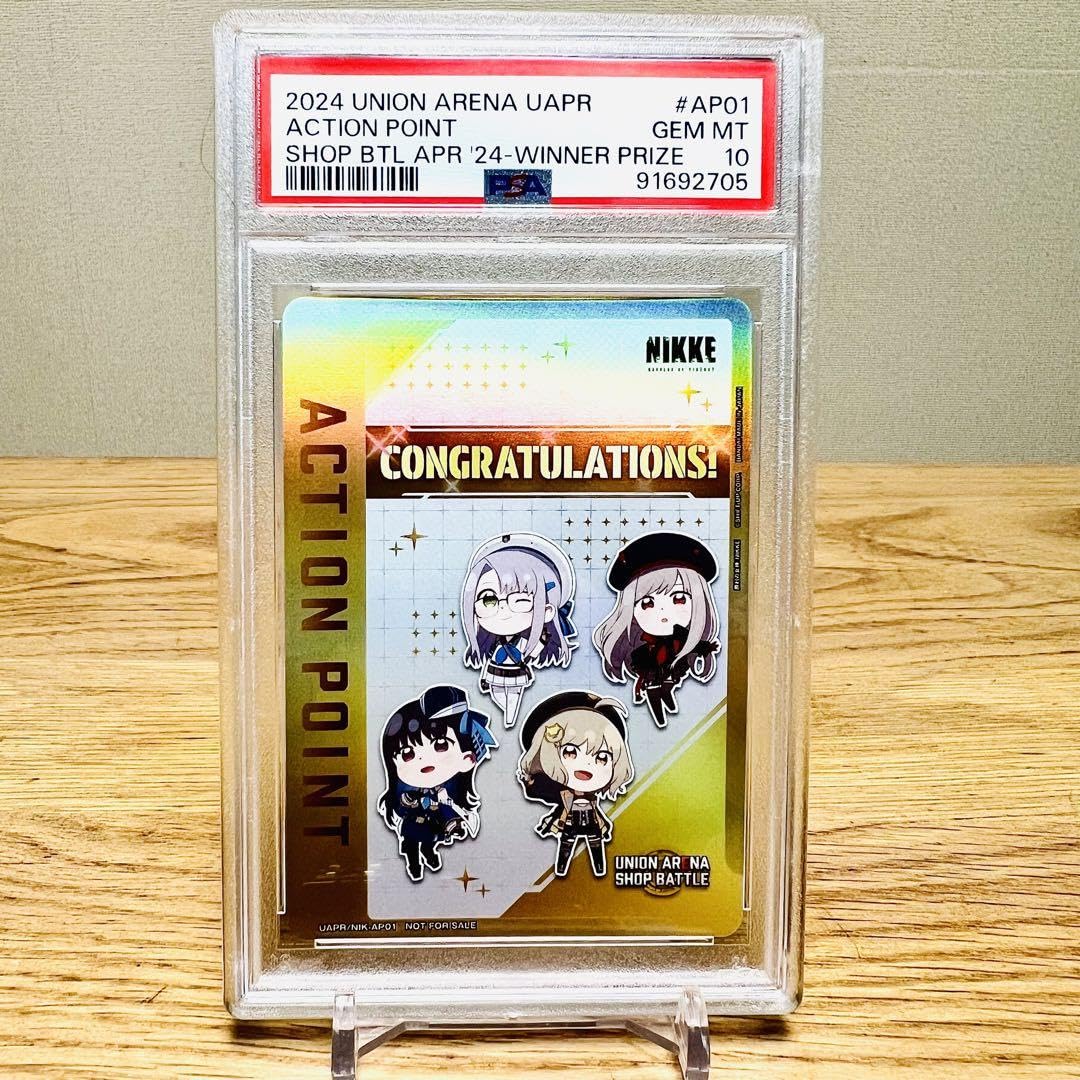 2024 UNION ARENA UAPR #AP01
ACTION POINT GEM MT
SHOP BTL APR '24-WINNER PRIZE 10
PSA 91692705
NIKKE
CONGRATULATIONS!
ACTION POINT
UNION ARENA
SHOP BATTLE
UAPR/NIK-AP01 NOT FOR SALE